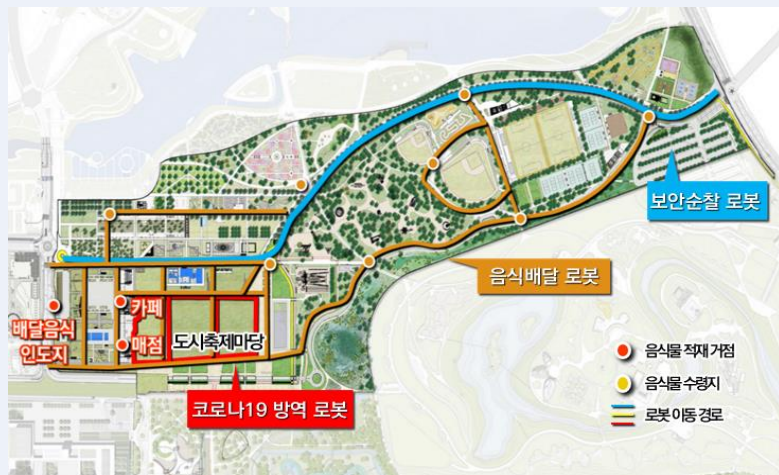 보안순찰 로봇
음식배달 로봇
카페
배달음식
인도지
매점
도시축제마당
코로나19 방역 로봇
음식물 적재 거점
음식물 수령지
로봇 이동 경로